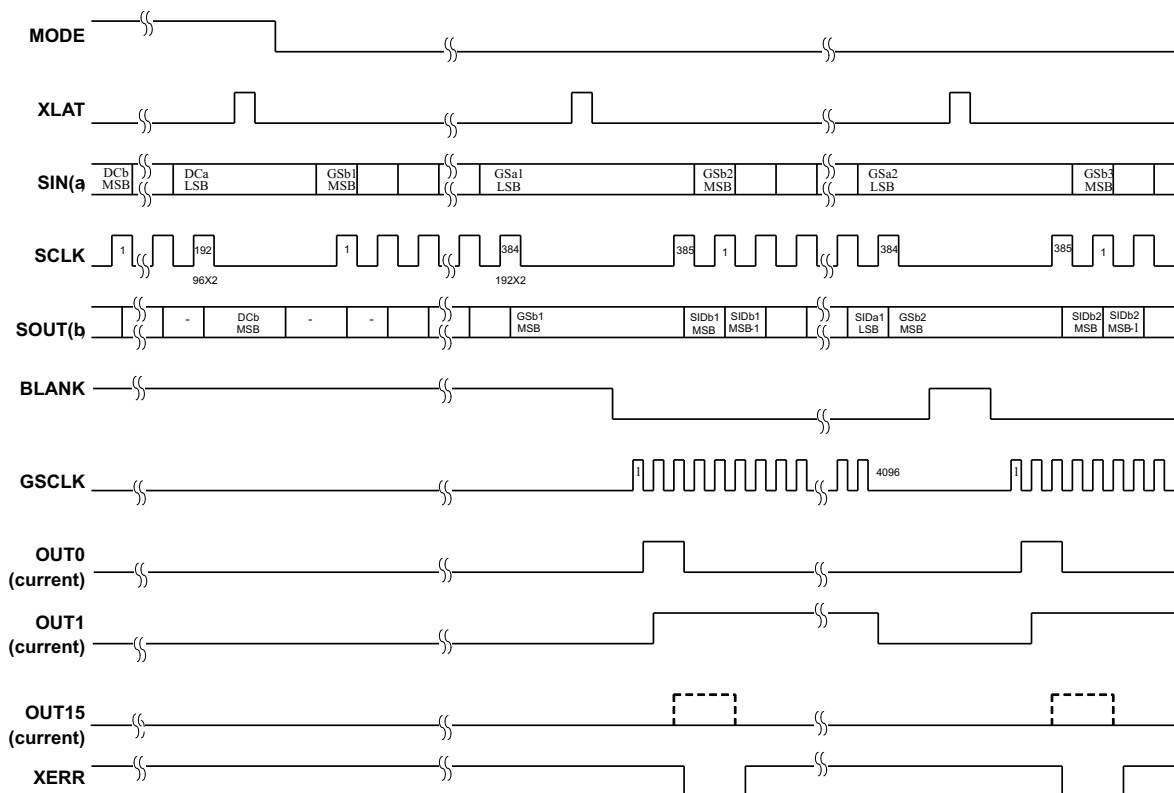 MODE
XLAT
SIN(a
DCb
MSB
DCa
LSB
GSb1
MSB
GSa1
LSB
GSb2
MSB
GSa2
LSB
GSb3
MSB
SCLK
1
192
1
384
385
1
384
385
1
96X2
192X2
SOUT(b
-
DCb
MSB
-
-
GSb1
MSB
SIDb1
MSB
SIDb1
MSB-1
SIDa1
LSB
GSb2
MSB
SIDb2
MSB
SIDb2
MSB-1
BLANK
GSCLK
1
4096
1
OUT0
(current)
OUT1
(current)
OUT15
(current)
XERR